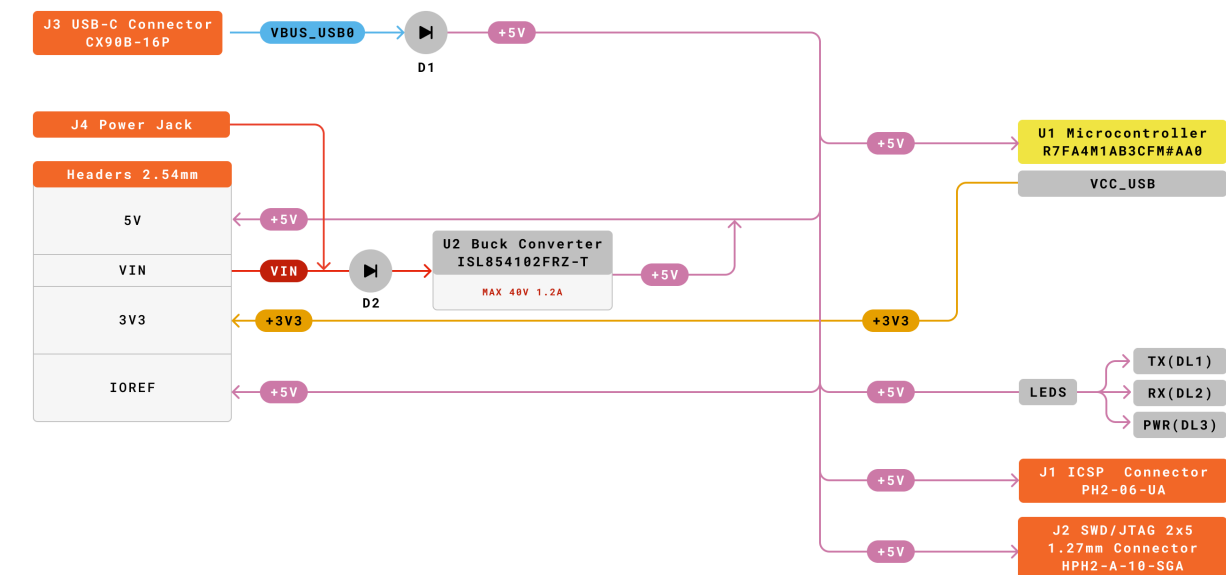 J3 USB-C Connector
CX90B-16P
VBUS_USB0
+5V
D1
J4 Power Jack
Headers 2.54mm
5V
+5V
VIN
VIN
D2
U2 Buck Converter
ISL854102FRZ-T
MAX 40V 1.2A
+5V
3V3
+3V3
+3V3
IOREF
+5V
+5V
U1 Microcontroller
R7FA4M1AB3CFM#AA0
VCC_USB
+5V
LEDS
TX(DL1)
RX(DL2)
PWR(DL3)
+5V
J1 ICSP Connector
PH2-06-UA
+5V
J2 SWD/JTAG 2x5
1.27mm Connector
HPH2-A-10-SGA